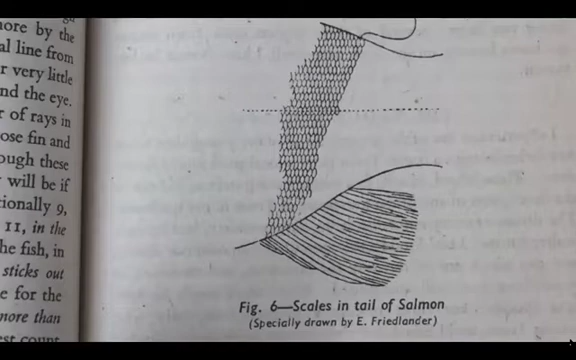 more by the
al line from
r very little
nd the eye.
r of rays in
ose fin and
ough these
will be if
tionally 9,
11, in the
he fish, in
sticks out
e for the
more than
Fig. 6—Scales in tail of Salmon
(Specially drawn by E. Friedlander)